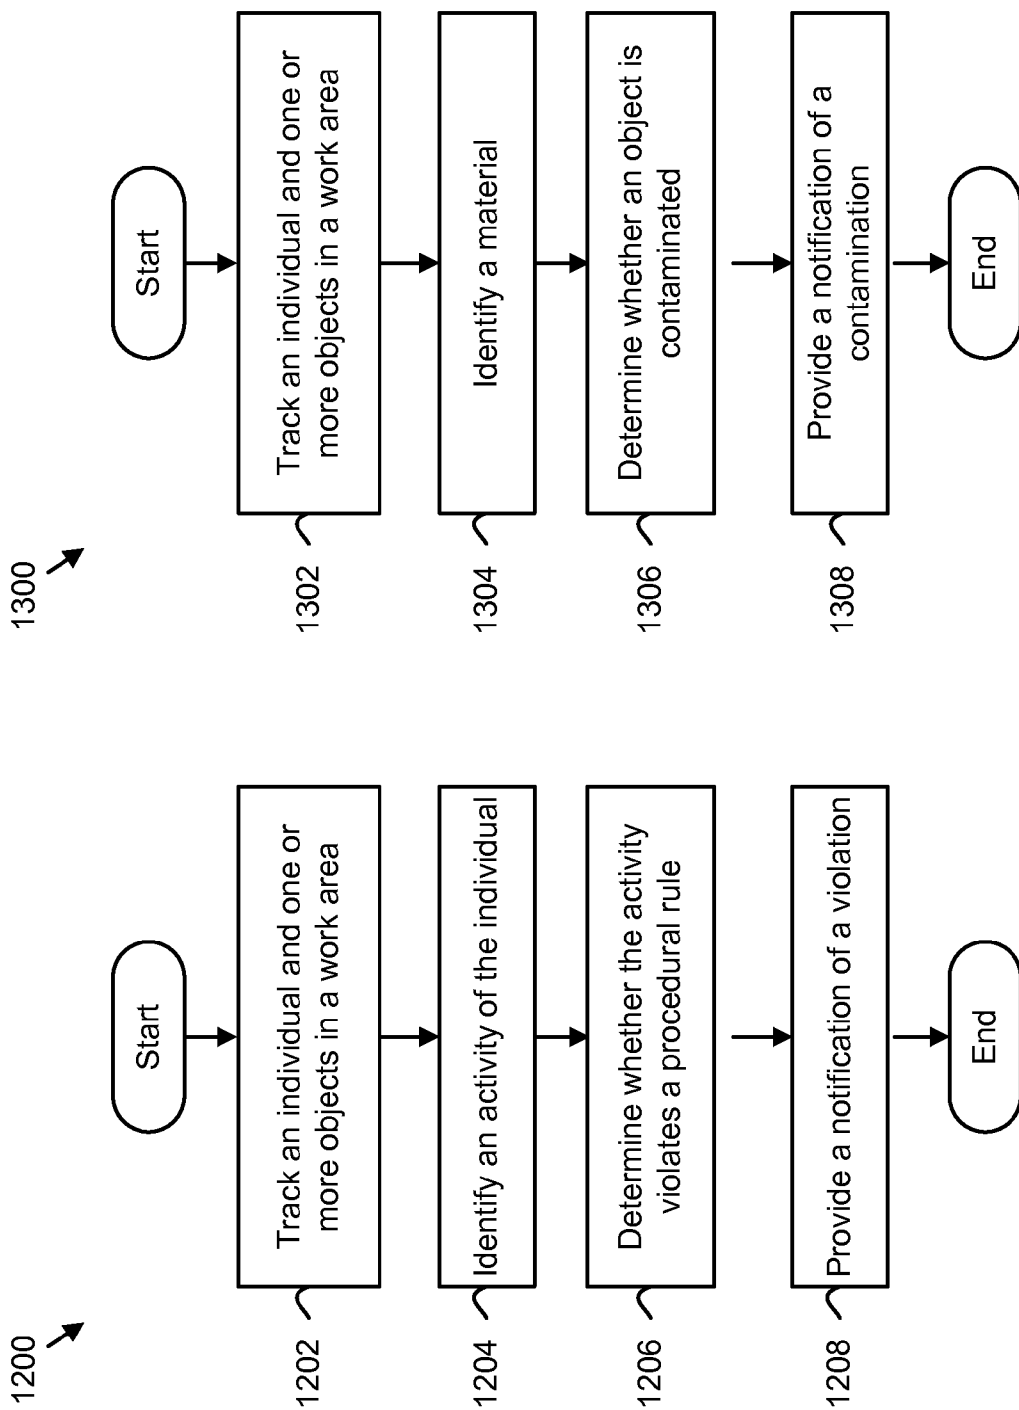 1200
Start
1202
Track an individual and one or
more objects in a work area
1204
Identify an activity of the individual
1206
Determine whether the activity
violates a procedural rule
1208
Provide a notification of a violation
End
1300
Start
1302
Track an individual and one or
more objects in a work area
1304
Identify a material
1306
Determine whether an object is
contaminated
1308
Provide a notification of a
contamination
End